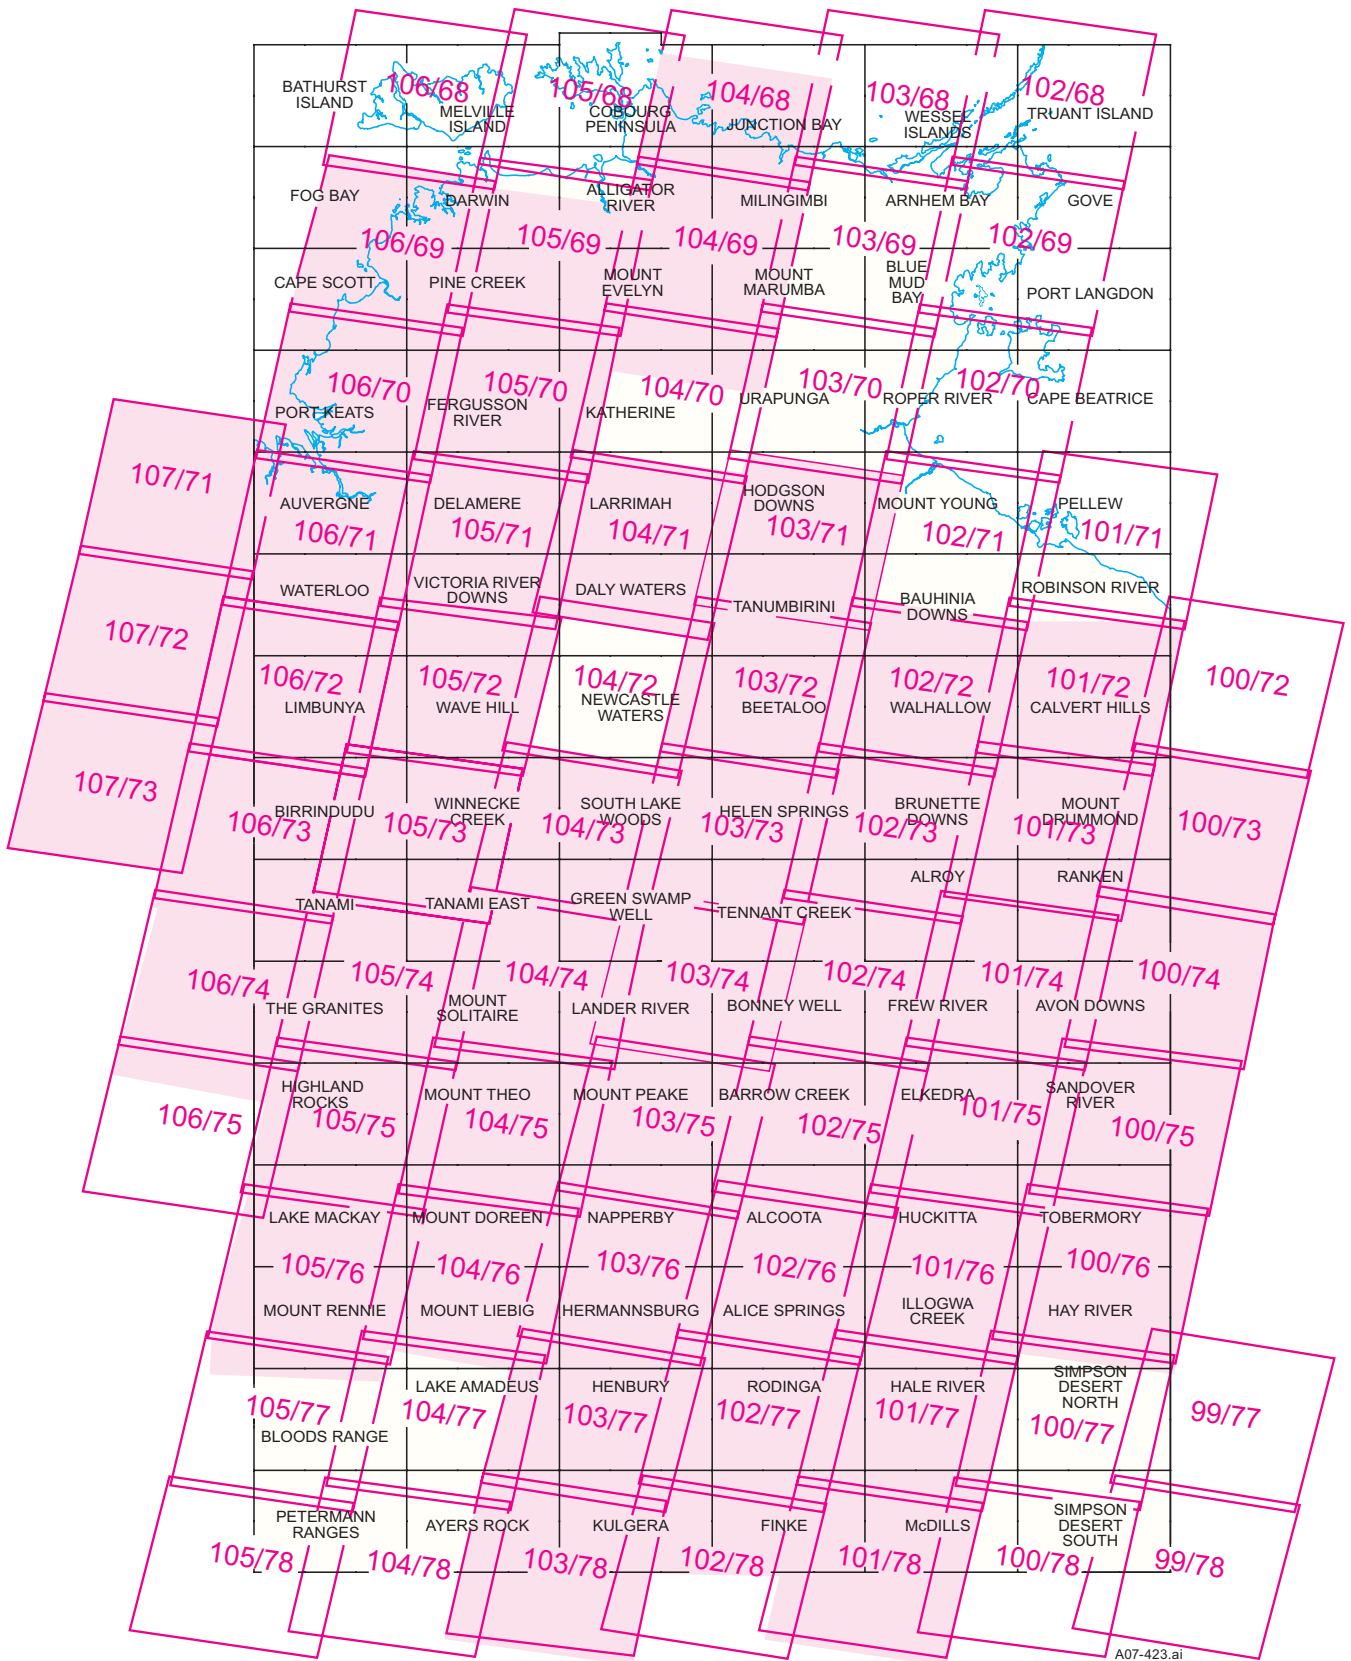 106/68
105/68
104/68
103/68
102/68
BATHURST
ISLAND
MELVILLE
ISLAND
COBOURG
PENINSULA
JUNCTION BAY
WESSEL
ISLANDS
TRUANT ISLAND
FOG BAY
DARWIN
ALLIGATOR
RIVER
MILINGIMBI
ARNHEM BAY
GOVE
106/69
105/69
104/69
103/69
102/69
CAPE SCOTT
PINE CREEK
MOUNT
EVELYN
MOUNT
MARUMBA
BLUE
MUD
BAY
PORT LANGDON
106/70
105/70
104/70
103/70
102/70
PORT KEATS
FERGUSSON
RIVER
KATHERINE
URAPUNGA
ROPER RIVER
CAPE BEATRICE
107/71
AUVERGNE
DELAMERE
LARRIMAH
HODGSON
DOWNS
MOUNT YOUNG
PELLEW
106/71
105/71
104/71
103/71
102/71
101/71
WATERLOO
VICTORIA RIVER
DOWNS
DALY WATERS
TANUMBIRINI
BAUHINIA
DOWNS
ROBINSON RIVER
107/72
106/72
105/72
104/72
103/72
102/72
101/72
100/72
LIMBUNYA
WAVE HILL
NEWCASTLE
WATERS
BEETALOO
WALHALLOW
CALVERT HILLS
107/73
BIRRINDUDU
WINNECKE
CREEK
SOUTH LAKE
WOODS
HELEN SPRINGS
BRUNETTE
DOWNS
MOUNT
DRUMMOND
106/73
105/73
104/73
103/73
102/73
101/73
100/73
TANAMI
TANAMI EAST
GREEN SWAMP
WELL
TENNANT CREEK
ALROY
RANKEN
106/74
105/74
104/74
103/74
102/74
101/74
100/74
THE GRANITES
MOUNT
SOLITAIRE
LANDER RIVER
BONNEY WELL
FREW RIVER
AVON DOWNS
HIGHLAND
ROCKS
MOUNT THEO
MOUNT PEAKE
BARROW CREEK
ELKEDRA
SANDOVER
RIVER
106/75
105/75
104/75
103/75
102/75
101/75
100/75
LAKE MACKAY
MOUNT DOREEN
NAPPERBY
ALCOOTA
HUCKITTA
TOBERMORY
105/76
104/76
103/76
102/76
101/76
100/76
MOUNT RENNIE
MOUNT LIEBIG
HERMANNSBURG
ALICE SPRINGS
ILLOGWA
CREEK
HAY RIVER
LAKE AMADEUS
HENBURY
RODINGA
HALE RIVER
SIMPSON
DESERT
NORTH
105/77
104/77
103/77
102/77
101/77
100/77
99/77
BLOODS RANGE
PETERMANN
RANGES
AYERS ROCK
KULGERA
FINKE
McDILLS
SIMPSON
DESERT
SOUTH
105/78
104/78
103/78
102/78
101/78
100/78
99/78
A07-423.ai